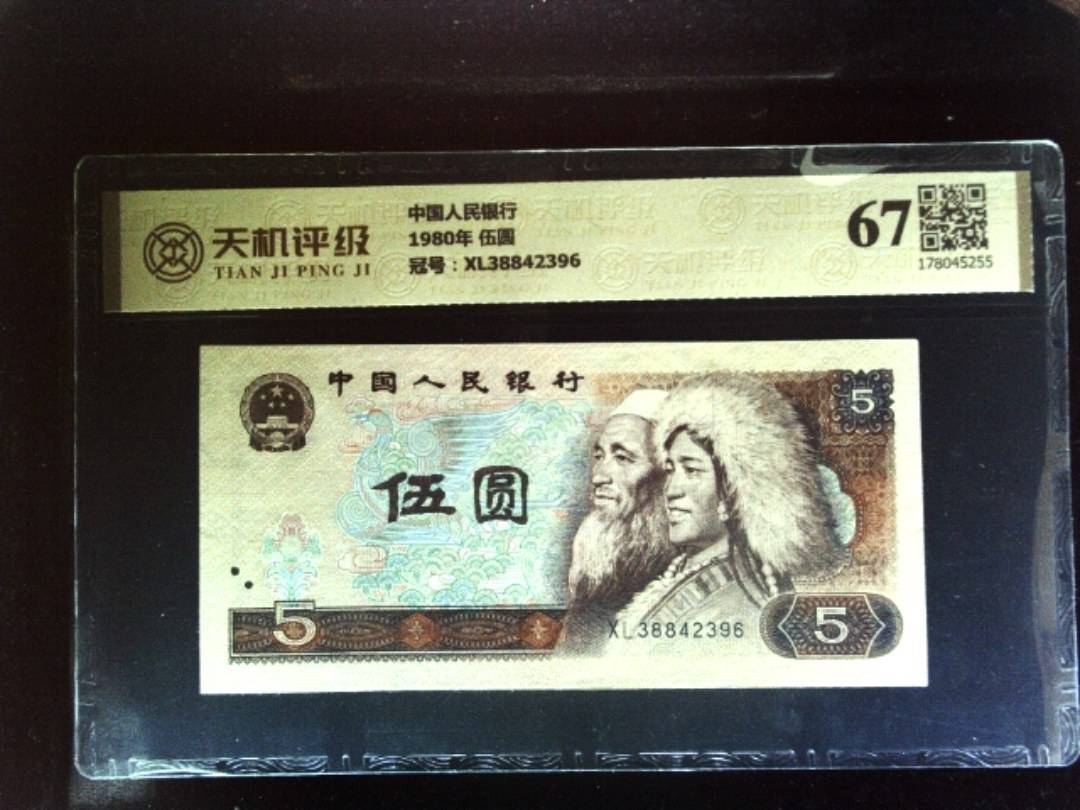 天机评级
TIAN JI PING JI
中国人民银行
1980年 伍圆
冠号：XL38842396
67
178045255
中国人民银行
5
伍圆
5
XL38842396
5